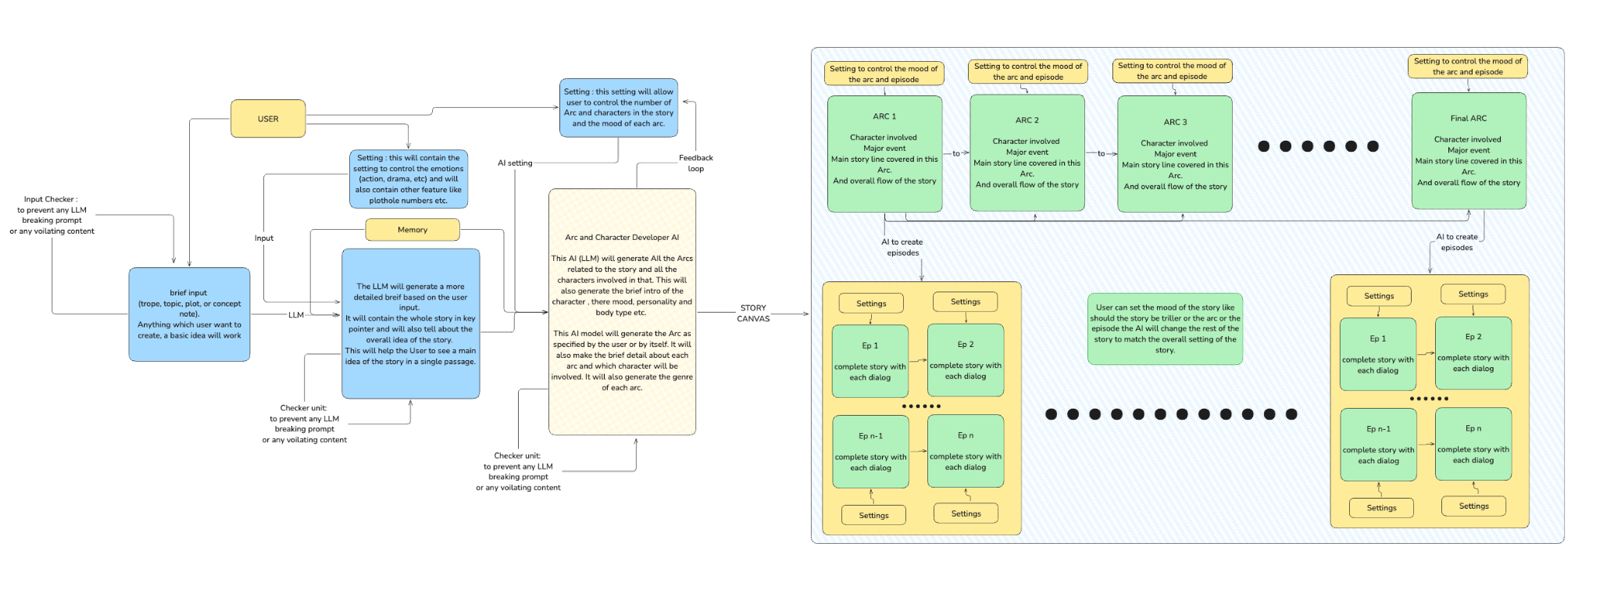 USER
Setting : this setting will allow
user to control the number of
Arc and characters in the story
and the mood of each arc.
Setting : this will contain the
setting to control the emotions
(action, drama, etc) and will
also contain other feature like
plothole numbers etc.
AI setting
Feedback
loop
Input Checker :
to prevent any LLM
breaking prompt
or any voilating content
Input
Memory
brief input
(trope, topic, plot, or concept
note).
Anything which user want to
create, a basic idea will work
LLM
The LLM will generate a more
detailed breif based on the user
input.
It will contain the whole story in key
pointer and will also tell about the
overall idea of the story.
This will help the User to see a main
idea of the story in a single passage.
Checker unit:
to prevent any LLM
breaking prompt
or any voilating content
Arc and Character Developer AI
This AI (LLM) will generate All the Arcs
related to the story and all the
characters involved in that. This will
also generate the brief intro of the
character , there mood, personality and
body type etc.
This AI model will generate the Arc as
specified by the user or by itself. It will
also make the brief detail about each
arc and which character will be
involved. It will also generate the genre
of each arc.
Checker unit:
to prevent any LLM
breaking prompt
or any voilating content
STORY
CANVAS
Setting to control the mood of
the arc and episode
Setting to control the mood of
the arc and episode
Setting to control the mood of
the arc and episode
Setting to control the mood of
the arc and episode
ARC 1
Character involved
Major event
Main story line covered in this
Arc.
And overall flow of the story
to
ARC 2
Character involved
Major event
Main story line covered in this
Arc.
And overall flow of the story
to
ARC 3
Character involved
Major event
Main story line covered in this
Arc.
And overall flow of the story
Final ARC
Character involved
Major event
Main story line covered in this
Arc.
And overall flow of the story
AI to create
episodes
AI to create
episodes
Settings
Settings
Ep 1
complete story with
each dialog
Ep 2
complete story with
each dialog
Ep n-1
complete story with
each dialog
Ep n
complete story with
each dialog
Settings
Settings
User can set the mood of the story like
should the story be triller or the arc or the
episode the AI will change the rest of the
story to match the overall setting of the
story.
Settings
Settings
Ep 1
complete story with
each dialog
Ep 2
complete story with
each dialog
Ep n-1
complete story with
each dialog
Ep n
complete story with
each dialog
Settings
Settings